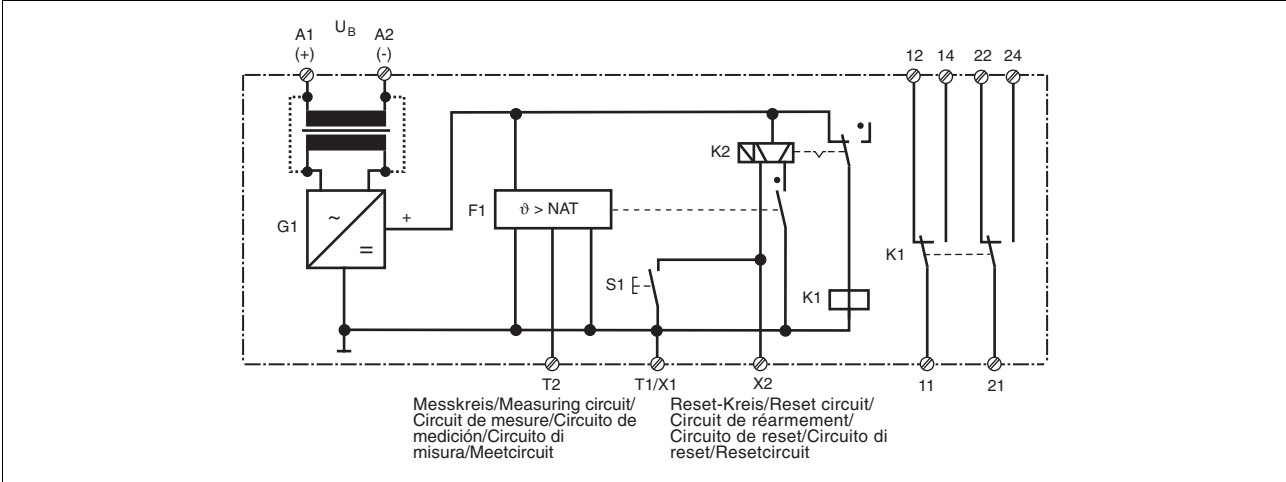 A1 U_B A2
(+) (-)
12 14 22 24
K2
F1 ϑ > NAT
G1 ~ +
=
K1
S1
K1
T2 T1/X1 X2 11 21
Messkreis/Measuring circuit/
Circuit de mesure/Circuito de
medición/Circuito di
misura/Meetcircuit
Reset-Kreis/Reset circuit/
Circuit de réarmement/
Circuito de reset/Circuito di
reset/Resetcircuit